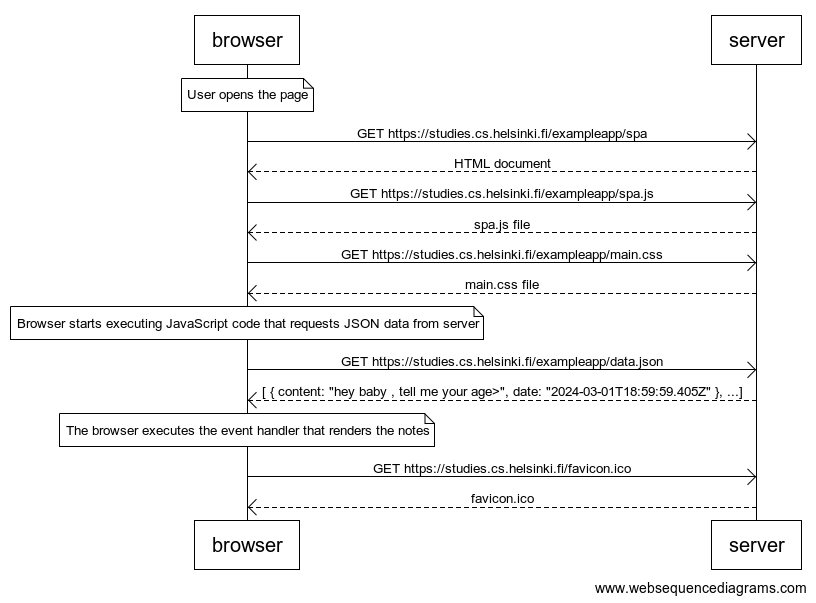 browser
server
User opens the page
GET https://studies.cs.helsinki.fi/exampleapp/spa
HTML document
GET https://studies.cs.helsinki.fi/exampleapp/spa.js
spa.js file
GET https://studies.cs.helsinki.fi/exampleapp/main.css
main.css file
Browser starts executing JavaScript code that requests JSON data from server
GET https://studies.cs.helsinki.fi/exampleapp/data.json
[ { content: "hey baby , tell me your age>", date: "2024-03-01T18:59:59.405Z" }, ...]
The browser executes the event handler that renders the notes
GET https://studies.cs.helsinki.fi/favicon.ico
favicon.ico
browser
server
www.websequencediagrams.com